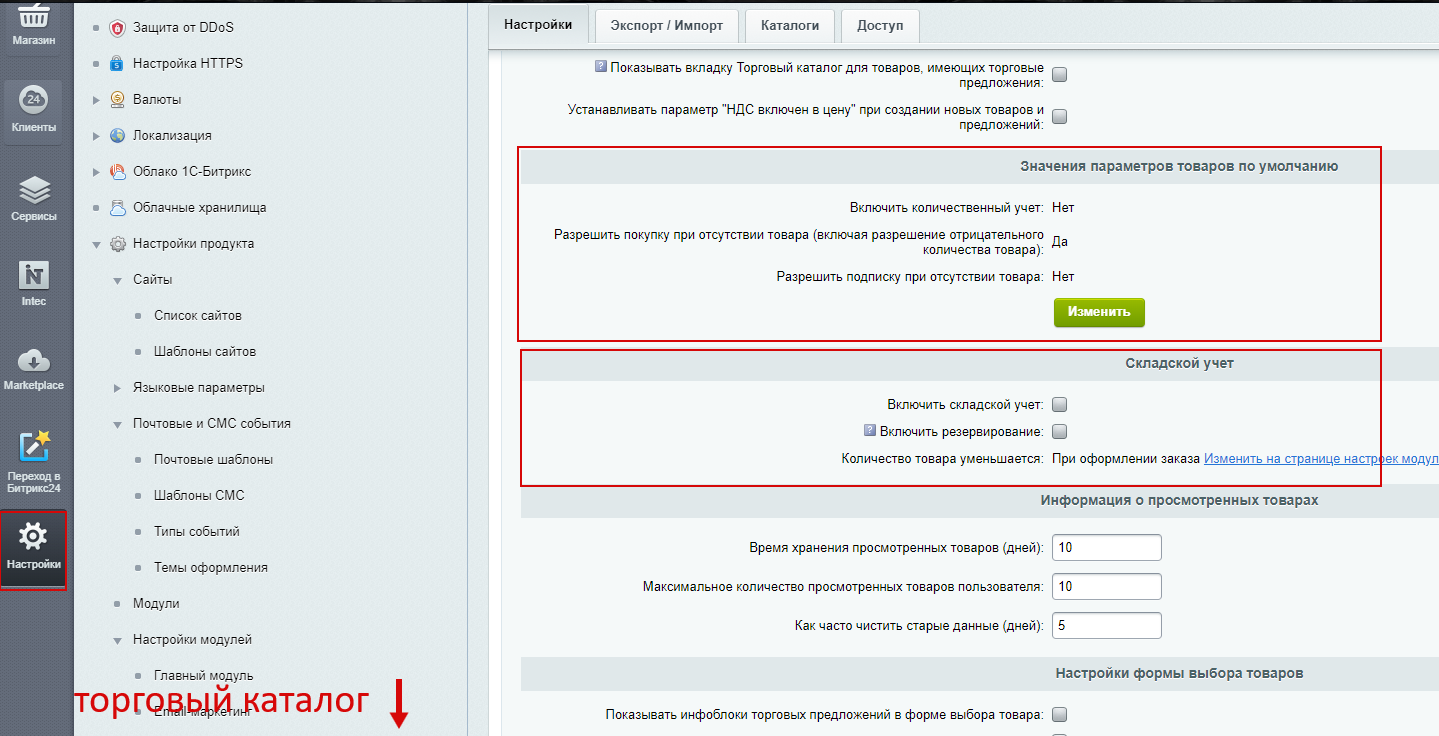 Магазин
24
Клиенты
Сервисы
INT
Intec
Marketplace
Переход в
Битрикс24
Настройки
Защита от DDoS
Настройка HTTPS
Валюты
Локализация
Облако 1С-Битрикс
Облачные хранилища
Настройки продукта
Сайты
Список сайтов
Шаблоны сайтов
Языковые параметры
Почтовые и СМС события
Почтовые шаблоны
Шаблоны СМС
Типы событий
Темы оформления
Модули
Настройки модулей
Главный модуль
торговый каталог
Email-маркетинг
Настройки
Экспорт / Импорт
Каталоги
Доступ
? Показывать вкладку Торговый каталог для товаров, имеющих торговые
предложения:
Устанавливать параметр "НДС включен в цену" при создании новых товаров и
предложений:
Значения параметров товаров по умолчанию
Включить количественный учет: Нет
Разрешить покупку при отсутствии товара (включая разрешение отрицательного
количества товара): Да
Разрешить подписку при отсутствии товара: Нет
Изменить
Складской учет
Включить складской учет:
? Включить резервирование:
Количество товара уменьшается: При оформлении заказа Изменить на странице настроек модул
Информация о просмотренных товарах
Время хранения просмотренных товаров (дней): 10
Максимальное количество просмотренных товаров пользователя: 10
Как часто чистить старые данные (дней): 5
Настройки формы выбора товаров
Показывать инфоблоки торговых предложений в форме выбора товара: